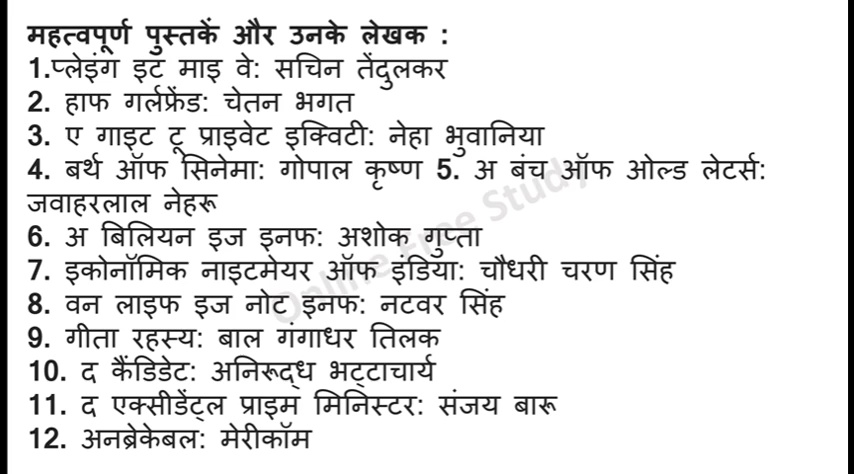 महत्वपूर्ण पुस्तकें और उनके लेखक :
1.प्लेइंग इट माइ वे: सचिन तेंदुलकर
2. हाफ गर्लफ्रेंड: चेतन भगत
3. ए गाइट टू प्राइवेट इक्विटी: नेहा भुवानिया
4. बर्थ ऑफ सिनेमा: गोपाल कृष्ण 5. अ बंच ऑफ ओल्ड लेटर्स:
जवाहरलाल नेहरू
6. अ बिलियन इज इनफ: अशोक गुप्ता
7. इकोनॉमिक नाइटमेयर ऑफ इंडिया: चौधरी चरण सिंह
8. वन लाइफ इज नोट इनफ: नटवर सिंह
9. गीता रहस्य: बाल गंगाधर तिलक
10. द कैंडिडेट: अनिरूद्ध भट्टाचार्य
11. द एक्सीडेंट्ल प्राइम मिनिस्टर: संजय बारू
12. अनब्रेकेबल: मेरीकॉम
Online Free Study